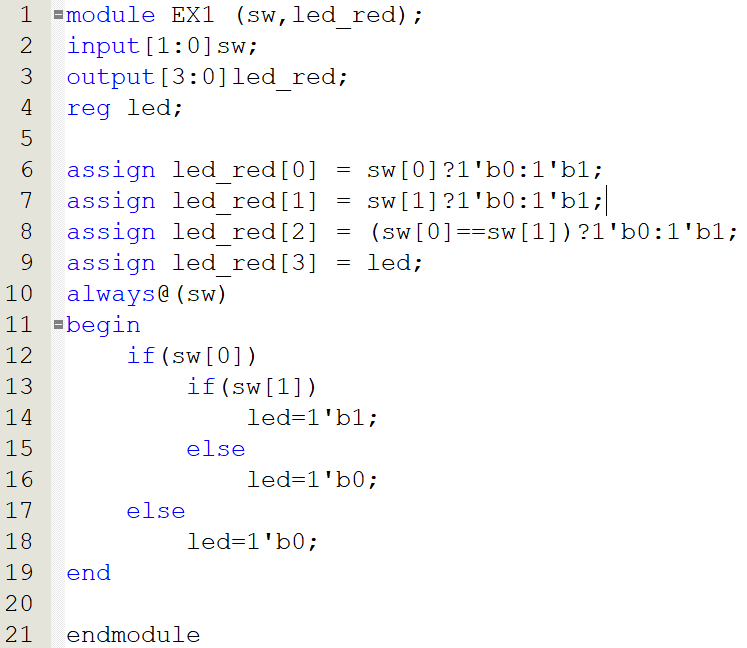 1 module EX1 (sw,led_red);
2 input[1:0]sw;
3 output[3:0]led_red;
4 reg led;
5
6 assign led_red[0] = sw[0]?1'b0:1'b1;
7 assign led_red[1] = sw[1]?1'b0:1'b1;
8 assign led_red[2] = (sw[0]==sw[1])?1'b0:1'b1;
9 assign led_red[3] = led;
10 always@(sw)
11 begin
12     if(sw[0])
13         if(sw[1])
14             led=1'b1;
15         else
16             led=1'b0;
17     else
18         led=1'b0;
19 end
20
21 endmodule